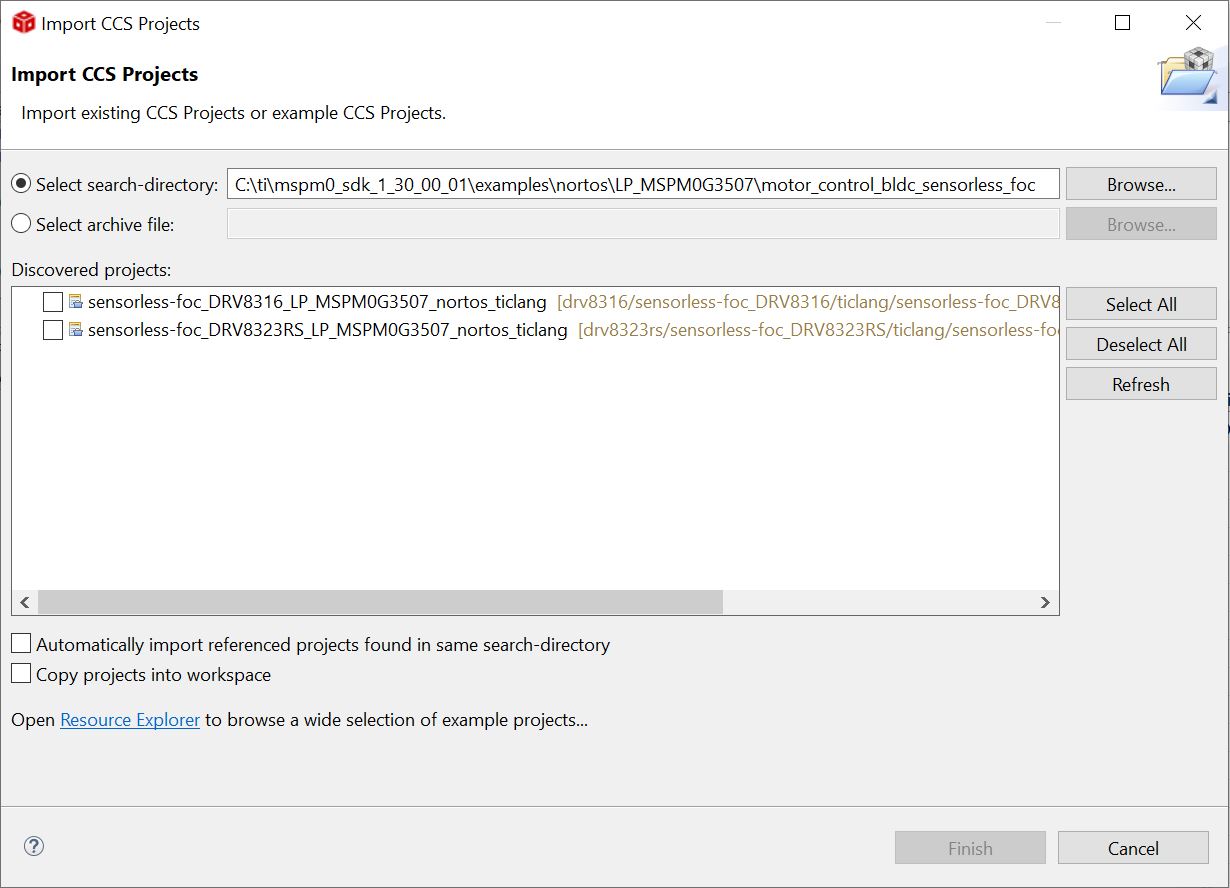 Import CCS Projects
Import CCS Projects
Import existing CCS Projects or example CCS Projects.
Select search-directory: C:\ti\mspm0_sdk_1_30_00_01\examples\nortos\LP_MSPM0G3507\motor_control_bldc_sensorless_foc Browse...
Select archive file: Browse...
Discovered projects:
sensorless-foc_DRV8316_LP_MSPM0G3507_nortos_ticlang [drv8316/sensorless-foc_DRV8316/ticlang/sensorless-foc_DRV8
sensorless-foc_DRV8323RS_LP_MSPM0G3507_nortos_ticlang [drv8323rs/sensorless-foc_DRV8323RS/ticlang/sensorless-fo
Select All
Deselect All
Refresh
Automatically import referenced projects found in same search-directory
Copy projects into workspace
Open Resource Explorer to browse a wide selection of example projects...
? Finish Cancel